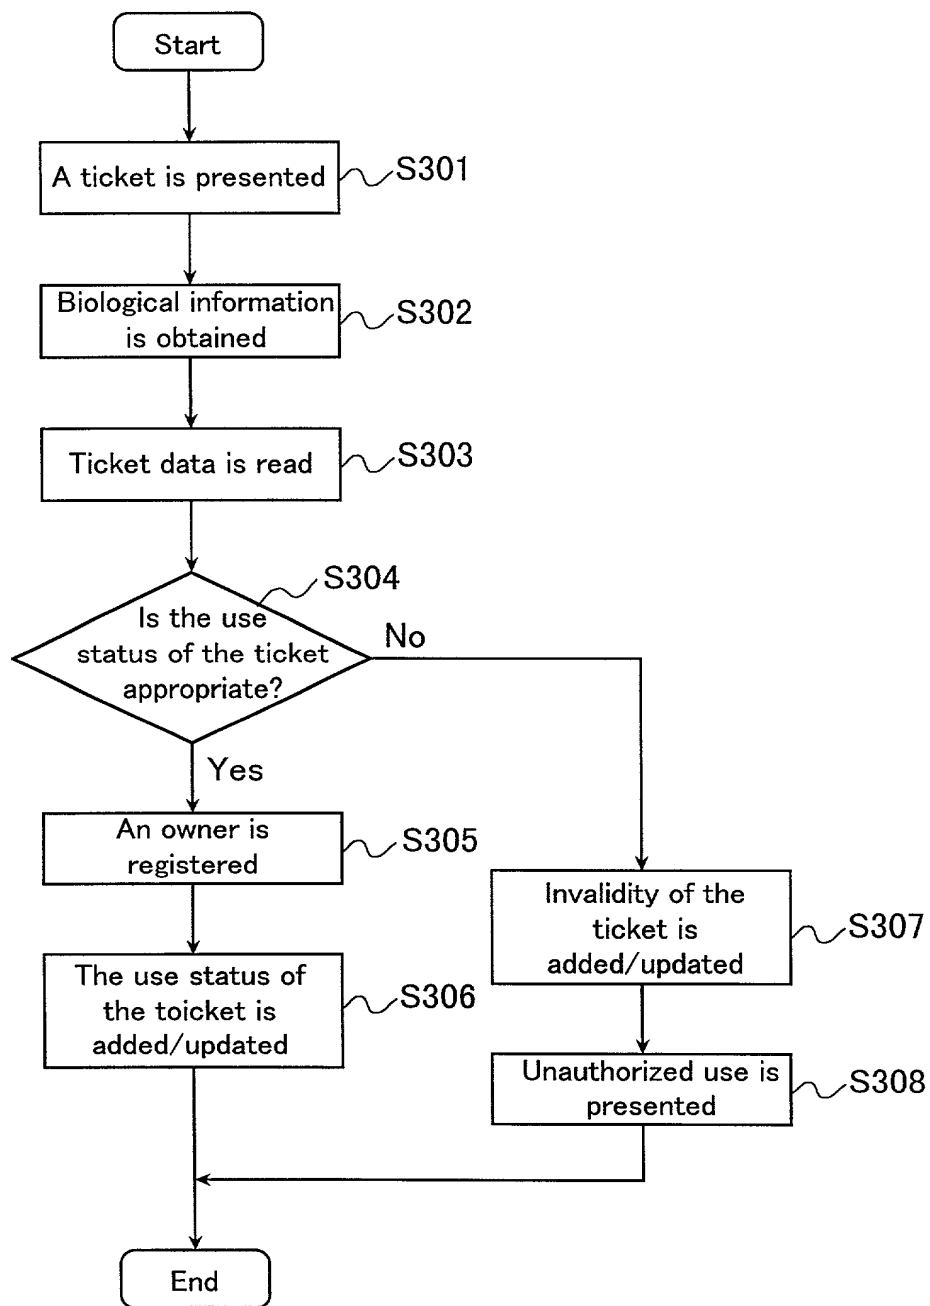 Start
A ticket is presented
S301
Biological information
is obtained
S302
Ticket data is read
S303
S304
Is the use
status of the ticket
appropriate?
No
Yes
An owner is
registered
S305
The use status of
the toicket is
added/updated
S306
Invalidity of the
ticket is
added/updated
S307
Unauthorized use is
presented
S308
End